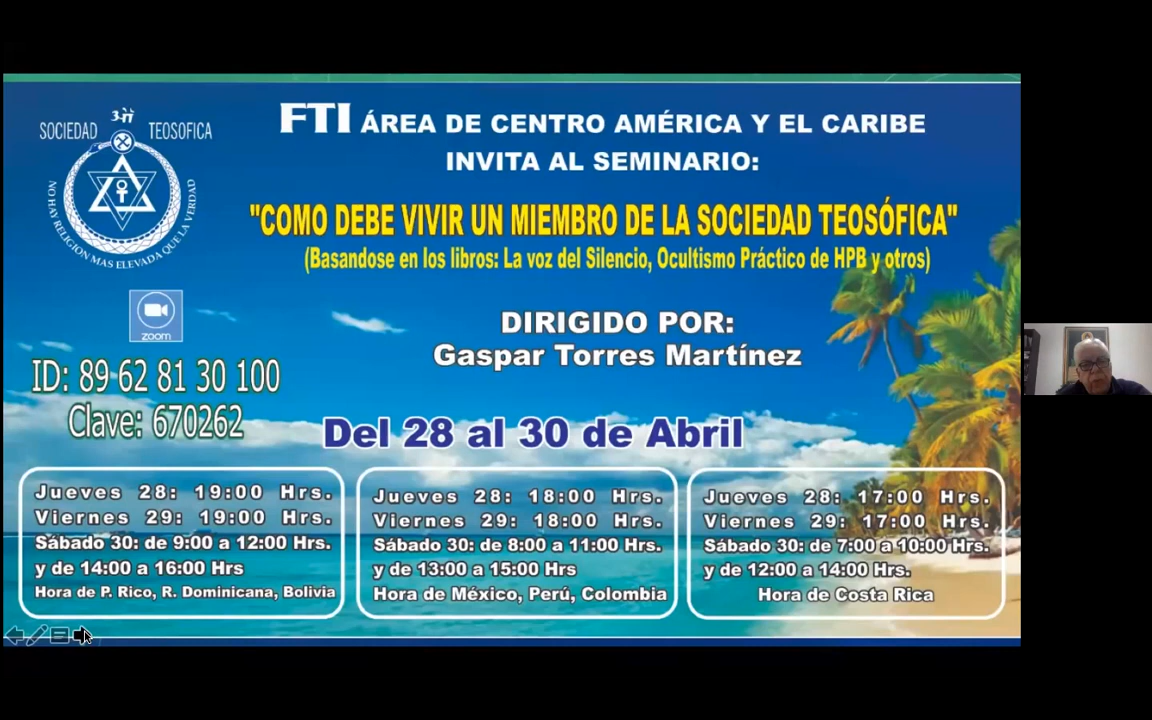 SOCIEDAD TEOSOFICA
NO HAY RELIGION MAS ELEVADA QUE LA VERDAD
FTI ÁREA DE CENTRO AMÉRICA Y EL CARIBE
INVITA AL SEMINARIO:
"COMO DEBE VIVIR UN MIEMBRO DE LA SOCIEDAD TEOSÓFICA"
(Basandose en los libros: La voz del Silencio, Ocultismo Práctico de HPB y otros)
zoom
ID: 89 62 81 30 100
Clave: 670262
DIRIGIDO POR:
Gaspar Torres Martínez
Del 28 al 30 de Abril
Jueves 28: 19:00 Hrs.
Viernes 29: 19:00 Hrs.
Sábado 30: de 9:00 a 12:00 Hrs.
y de 14:00 a 16:00 Hrs
Hora de P. Rico, R. Dominicana, Bolivia
Jueves 28: 18:00 Hrs.
Viernes 29: 18:00 Hrs.
Sábado 30: de 8:00 a 11:00 Hrs.
y de 13:00 a 15:00 Hrs
Hora de México, Perú, Colombia
Jueves 28: 17:00 Hrs.
Viernes 29: 17:00 Hrs.
Sábado 30: de 7:00 a 10:00 Hrs.
y de 12:00 a 14:00 Hrs.
Hora de Costa Rica